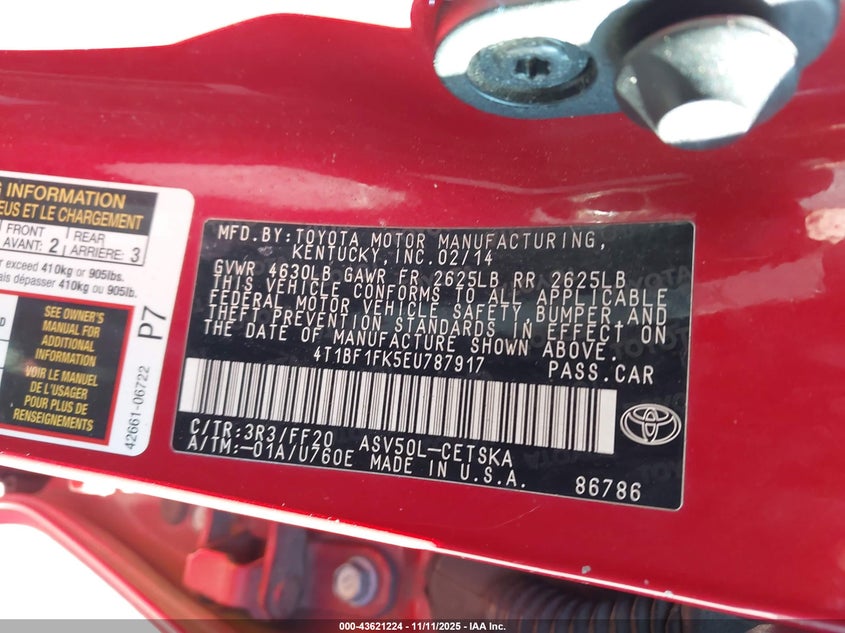 G INFORMATION
EUS ET LE CHARGEMENT
FRONT
AVANT: 2
REAR
ARRIÈRE: 3
r exceed 410kg or 905lbs.
ais dépasser 410kg ou 905lb.
SEE OWNER'S
MANUAL FOR
ADDITIONAL
INFORMATION
VOIR LE MANUEL
DE L'USAGER
POUR PLUS DE
RENSEIGNEMENTS
P7
42661-06722
MFD. BY: TOYOTA MOTOR MANUFACTURING,
KENTUCKY, INC. 02/14
GVWR 4630LB GAWR FR 2625LB RR 2625LB
THIS VEHICLE CONFORMS TO ALL APPLICABLE
FEDERAL MOTOR VEHICLE SAFETY, BUMPER, AND
THEFT PREVENTION STANDARDS IN EFFECT ON
THE DATE OF MANUFACTURE SHOWN ABOVE.
4T1BF1FK5EU787917 PASS.CAR
C/TR:3R3/FF20 ASV50L-CETSKA
A/TM:-01A/U760E MADE IN U.S.A.
86786
TOYOTA
000-43621224 - 11/11/2025 - IAA Inc.